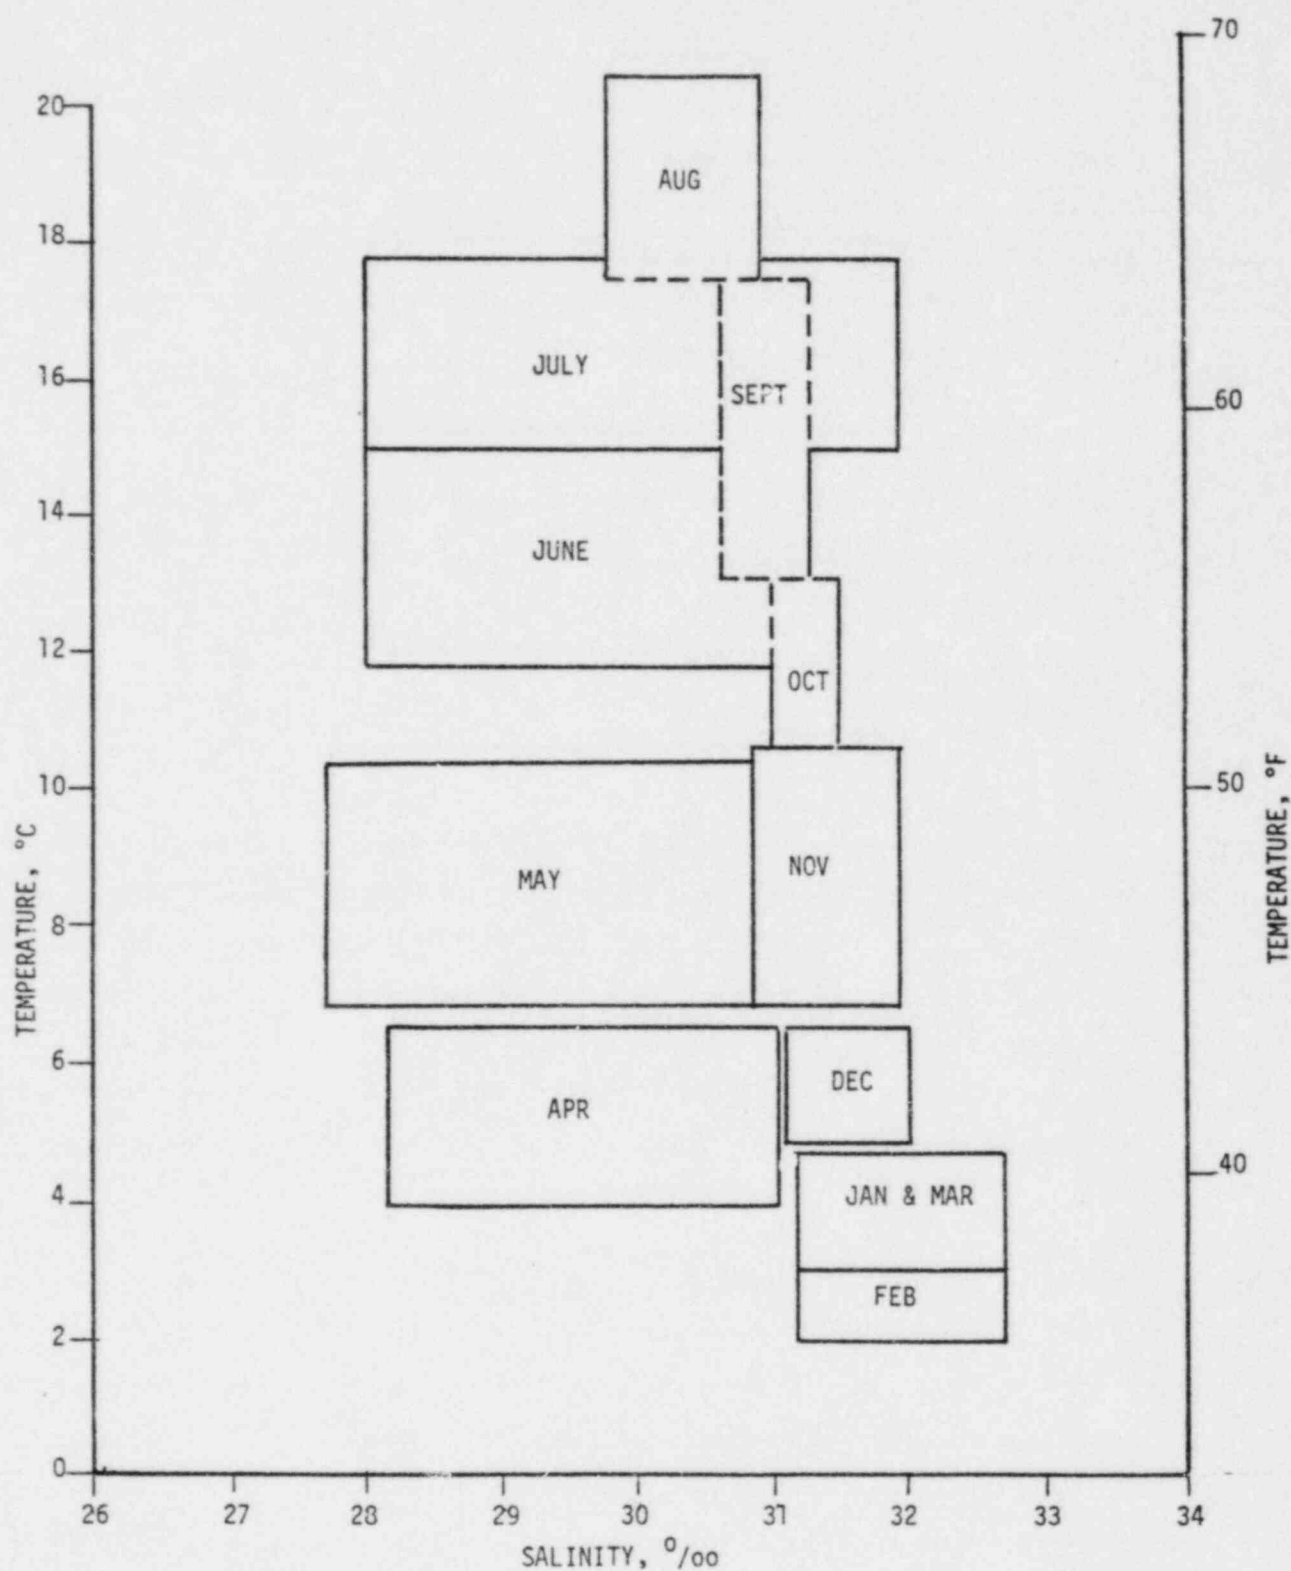 70
20
AUG
18
JULY
16
SEPT
60
14
JUNE
12
OCT
10
50
MAY
NOV
8
TEMPERATURE, °C
TEMPERATURE, °F
6
DEC
APR
40
4
JAN & MAR
FEB
2
0
26 27 28 29 30 31 32 33 34
SALINITY, °/oo